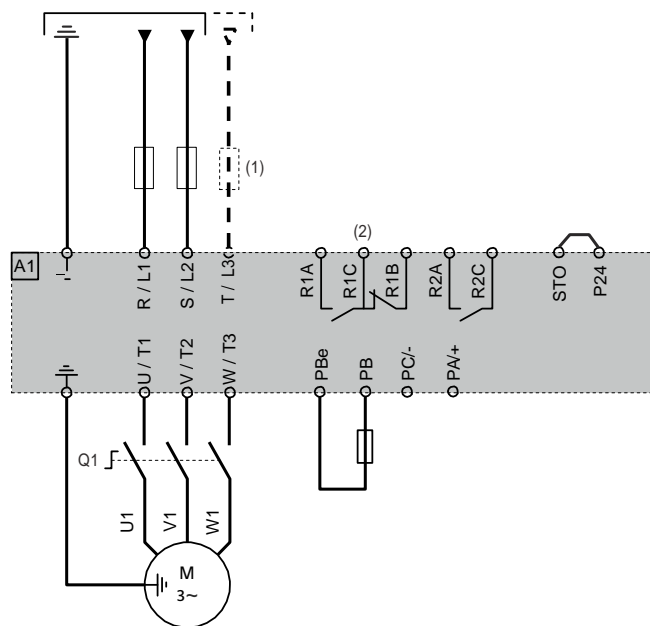 (1)
(2)
A1
R / L1
S / L2
T / L3
R1A
R1C
R1B
R2A
R2C
STO
P24
U / T1
V / T2
W / T3
PBe
PB
PC/-
PA/+
Q1
U1
V1
W1
M
3~